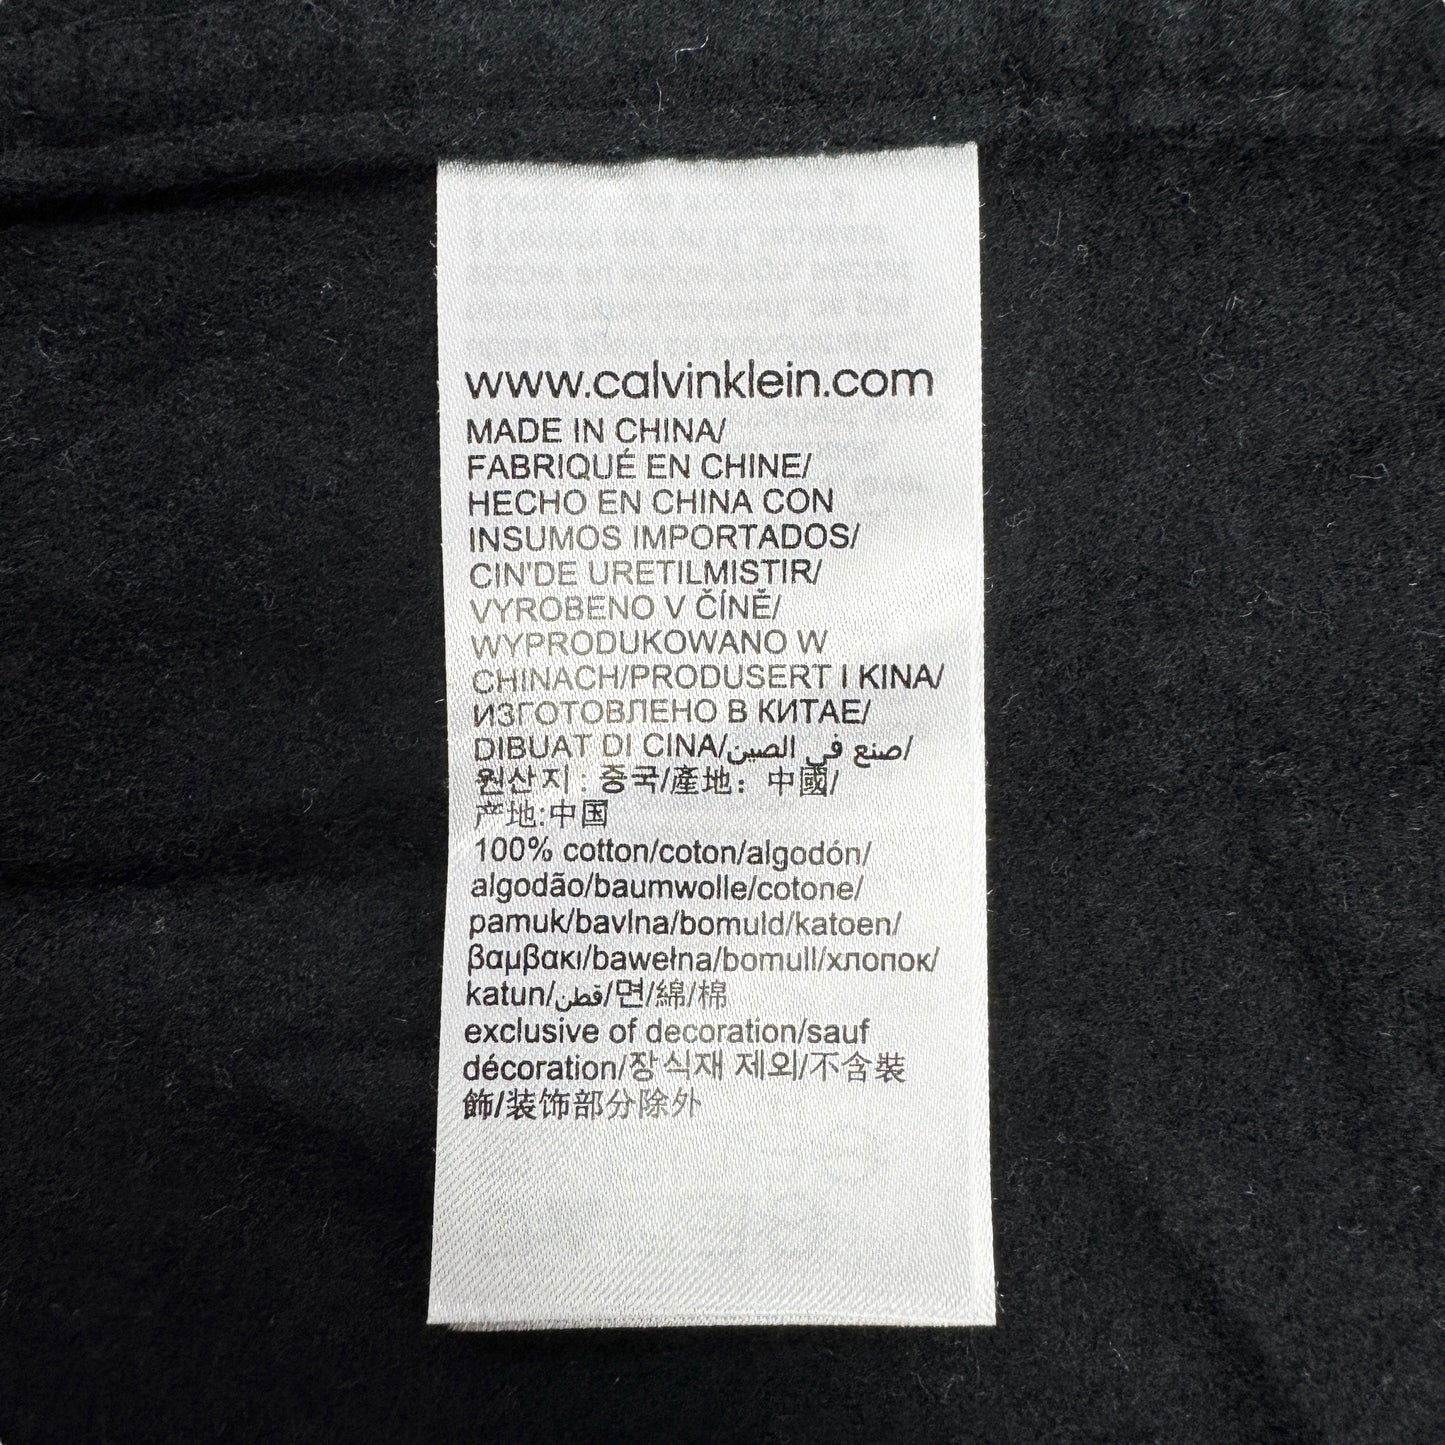 www.calvinklein.com
MADE IN CHINA/
FABRIQUÉ EN CHINE/
HECHO EN CHINA CON
INSUMOS IMPORTADOS/
CIN'DE URETILMISTIR/
VYROBENO V ČÍNĚ/
WYPRODUKOWANO W
CHINACH/PRODUSERT I KINA/
ИЗГОТОВЛЕНО В КИТАЕ/
DIBUAT DI CINA/صنع في الصين/
원산지 : 중국/產地：中國/
产地:中国
100% cotton/coton/algodón/
algodão/baumwolle/cotone/
pamuk/bavlna/bomuld/katoen/
βαμβακι/bawełna/bomull/хлопок/
katun/قطن/면/綿/棉
exclusive of decoration/sauf
décoration/장식재 제외/不含裝
飾/装饰部分除外